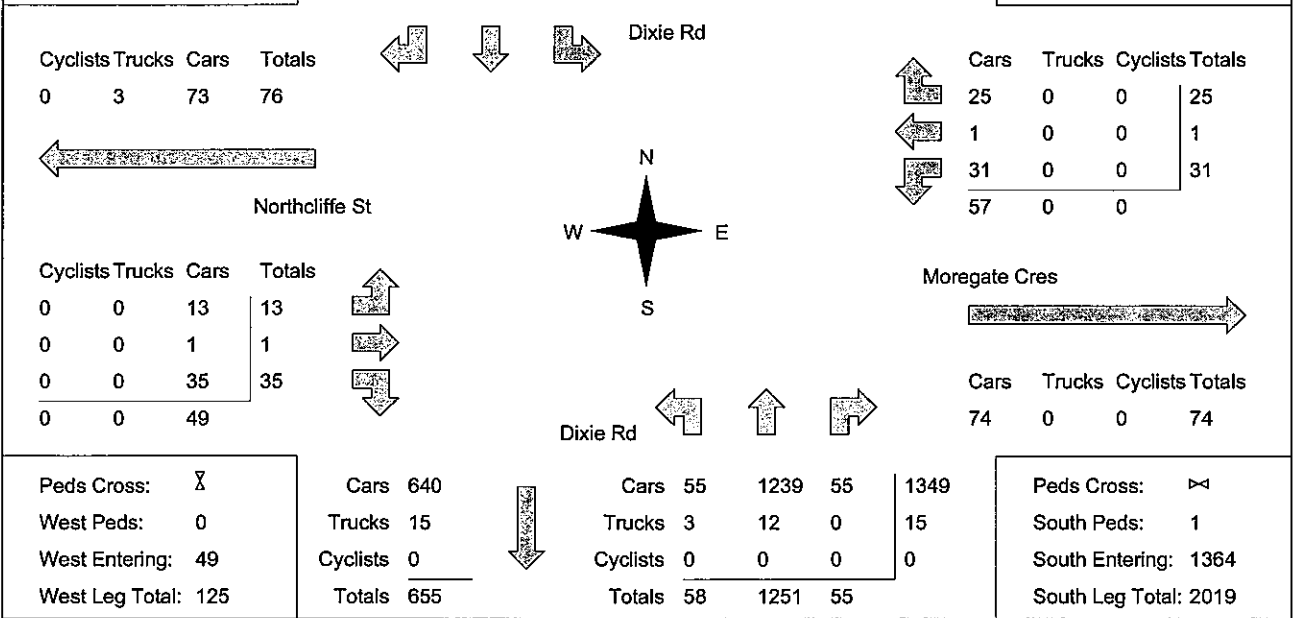 Dixie Rd
Cyclists Trucks Cars Totals
0 3 73 76
Cars Trucks Cyclists Totals
25 0 0 25
1 0 0 1
31 0 0 31
57 0 0
N
W E
S
Northcliffe St
Cyclists Trucks Cars Totals
0 0 13 13
0 0 1 1
0 0 35 35
0 0 49
Moregate Cres
Cars Trucks Cyclists Totals
74 0 0 74
Dixie Rd
Peds Cross:
West Peds: 0
West Entering: 49
West Leg Total: 125
Cars 640
Trucks 15
Cyclists 0
Totals 655
Cars 55 1239 55 1349
Trucks 3 12 0 15
Cyclists 0 0 0 0
Totals 58 1251 55
Peds Cross:
South Peds: 1
South Entering: 1364
South Leg Total: 2019